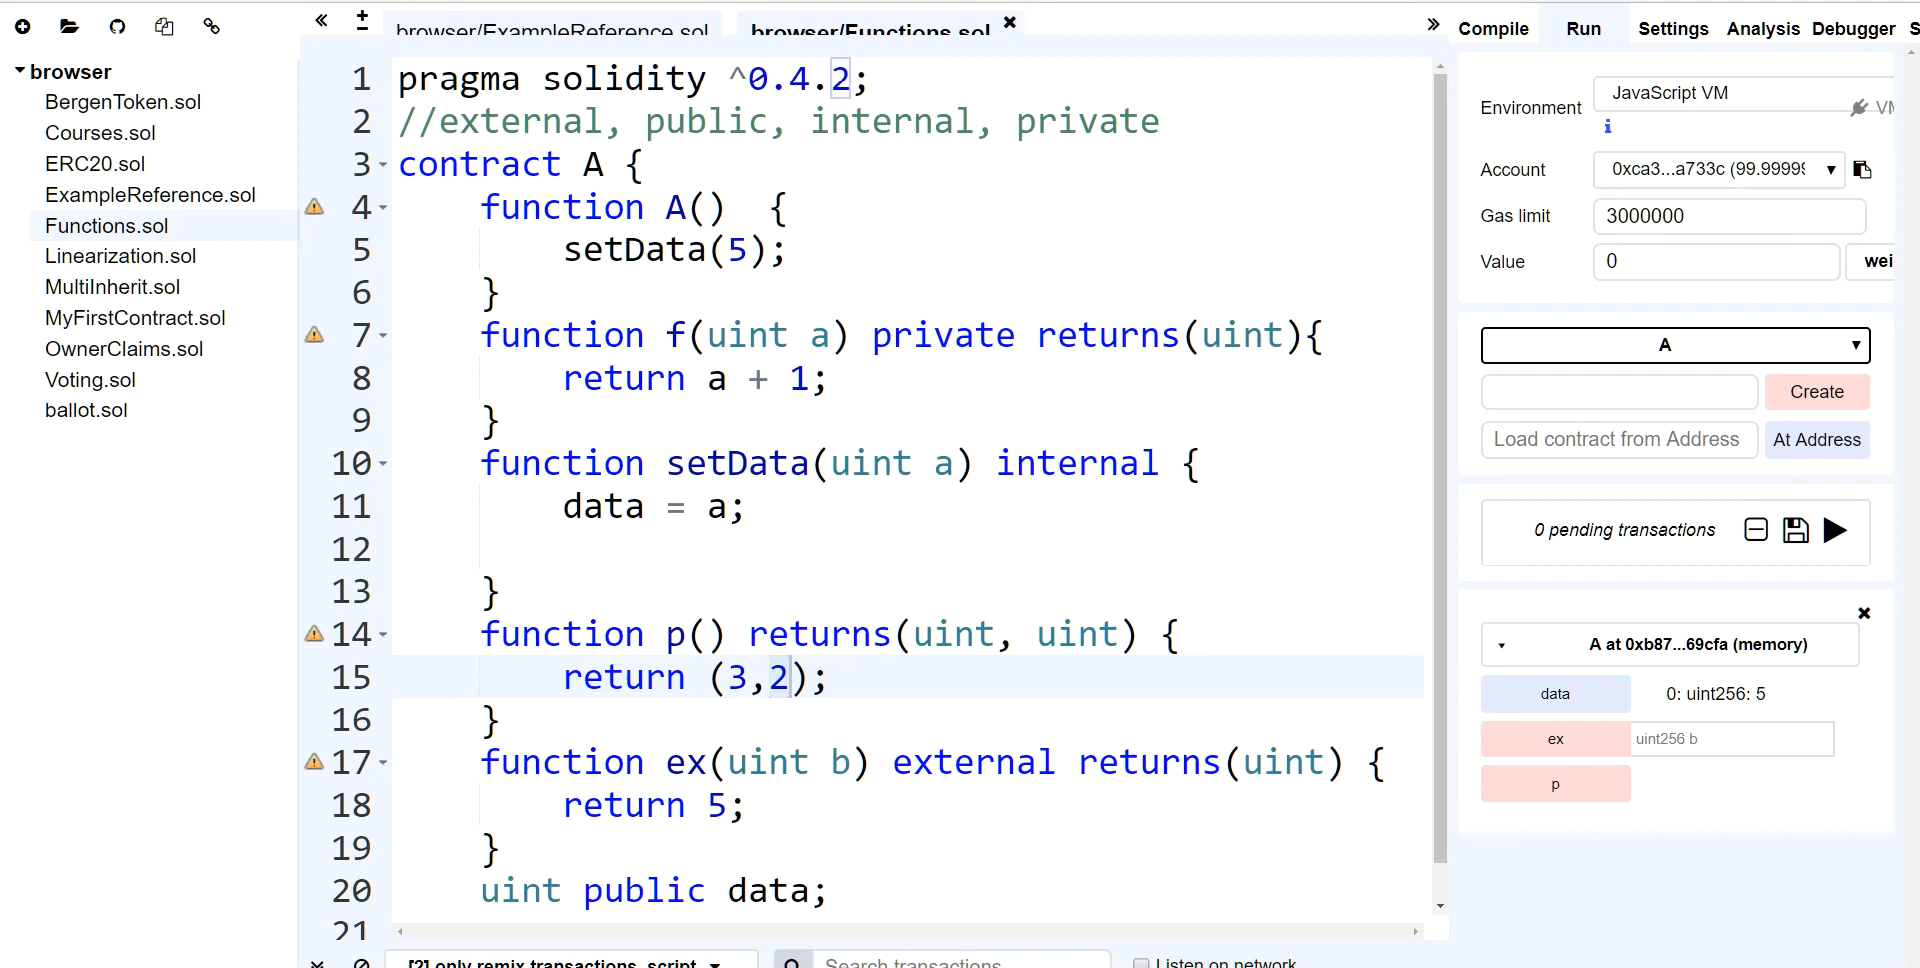 browser/ExampleReference.sol
browser/Functions.sol
Compile Run Settings Analysis Debugger S
browser
BergenToken.sol
Courses.sol
ERC20.sol
ExampleReference.sol
Functions.sol
Linearization.sol
MultiInherit.sol
MyFirstContract.sol
OwnerClaims.sol
Voting.sol
ballot.sol
1 pragma solidity ^0.4.2;
2 //external, public, internal, private
3 contract A {
4 function A()  {
5 setData(5);
6 }
7 function f(uint a) private returns(uint){
8 return a + 1;
9 }
10 function setData(uint a) internal {
11 data = a;
12
13 }
14 function p() returns(uint, uint) {
15 return (3,2);
16 }
17 function ex(uint b) external returns(uint) {
18 return 5;
19 }
20 uint public data;
21
[2] only remix transactions, script
Search transactions
Listen on network
Environment JavaScript VM VM
Account 0xca3...a733c (99.99999
Gas limit 3000000
Value 0 wei
A
Create
Load contract from Address At Address
0 pending transactions
A at 0xb87...69cfa (memory)
data 0: uint256: 5
ex uint256 b
p